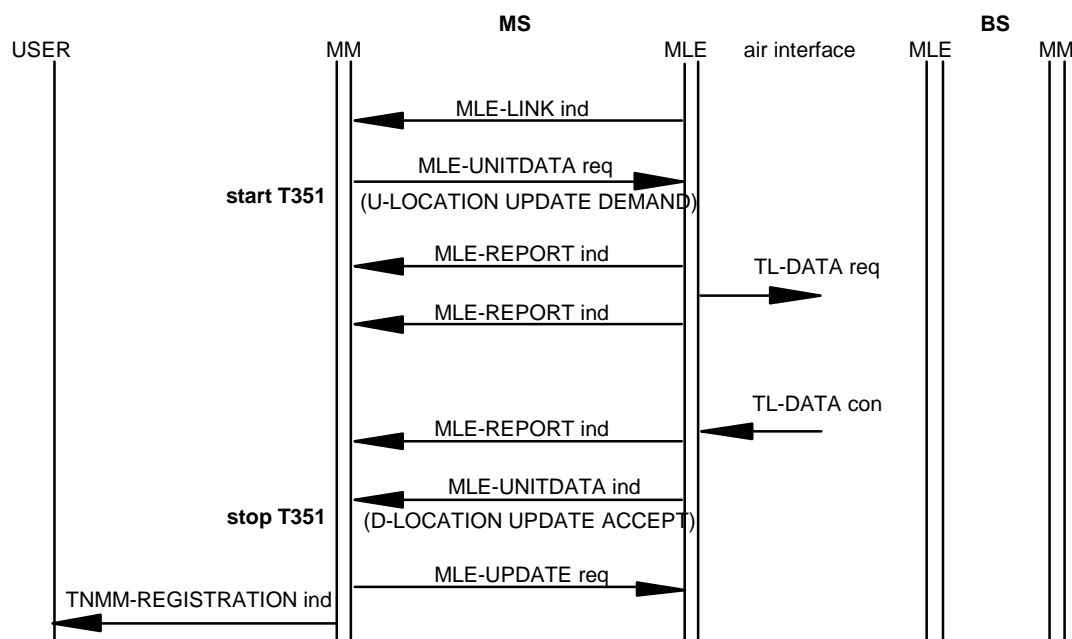 MS
BS
USER
MM
MLE
air interface
MLE
MM
MLE-LINK ind
MLE-UNITDATA req
start T351
(U-LOCATION UPDATE DEMAND)
MLE-REPORT ind
TL-DATA req
MLE-REPORT ind
TL-DATA con
MLE-REPORT ind
MLE-UNITDATA ind
stop T351
(D-LOCATION UPDATE ACCEPT)
MLE-UPDATE req
TNMM-REGISTRATION ind